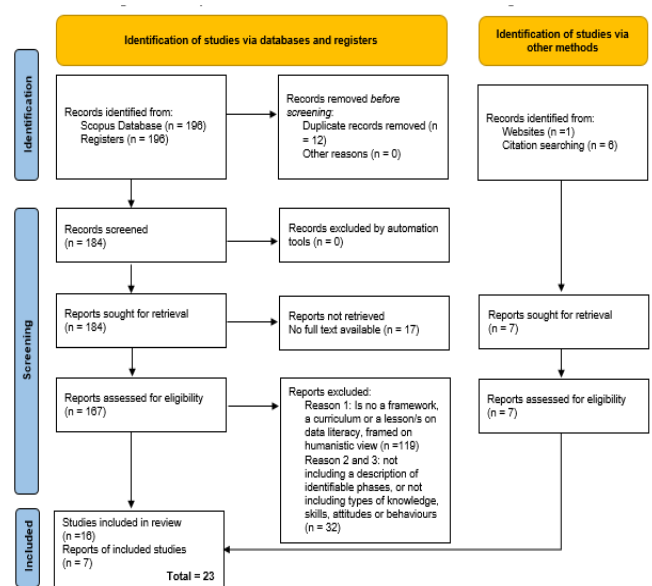 Identification of studies via databases and registers
Identification of studies via
other methods
Identification
Records identified from:
Scopus Database (n = 196)
Registers (n = 196)
Records removed before
screening:
Duplicate records removed (n
= 12)
Other reasons (n = 0)
Records identified from:
Websites (n =1)
Citation searching (n = 6)
Screening
Records screened
(n = 184)
Records excluded by automation
tools (n = 0)
Reports sought for retrieval
(n = 184)
Reports not retrieved
No full text available (n = 17)
Reports sought for retrieval
(n = 7)
Reports assessed for eligibility
(n = 167)
Reports excluded:
Reason 1: Is no a framework,
a curriculum or a lesson/s on
data literacy, framed on
humanistic view (n =119)
Reason 2 and 3: not
including a description of
identifiable phases, or not
including types of knowledge,
skills, attitudes or behaviours
(n = 32)
Reports assessed for eligibility
(n = 7)
Included
Studies included in review
(n =16)
Reports of included studies
(n = 7)
Total = 23